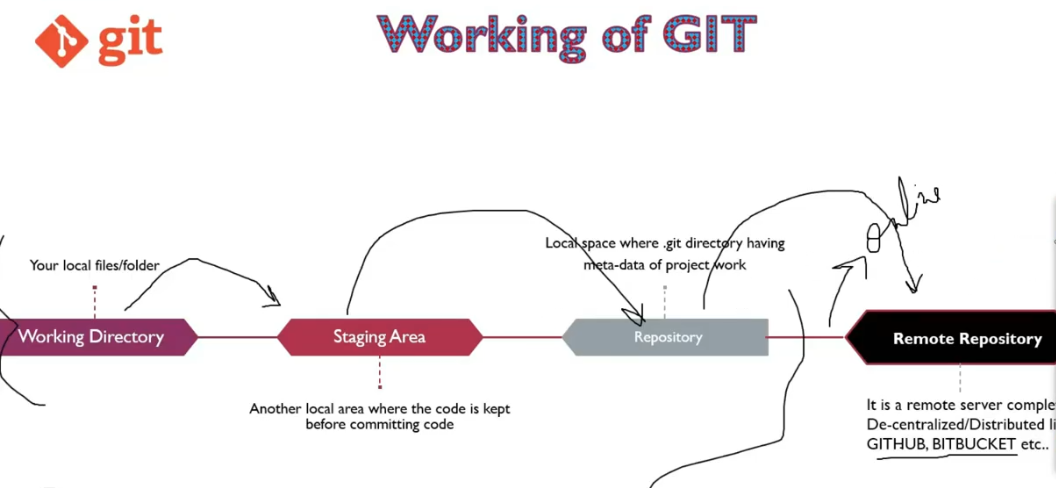 git
Working of GIT
Online
Your local files/folder
Local space where .git directory having
meta-data of project work
Working Directory
Staging Area
Repository
Remote Repository
Another local area where the code is kept
before committing code
It is a remote server comple
De-centralized/Distributed li
GITHUB, BITBUCKET etc..